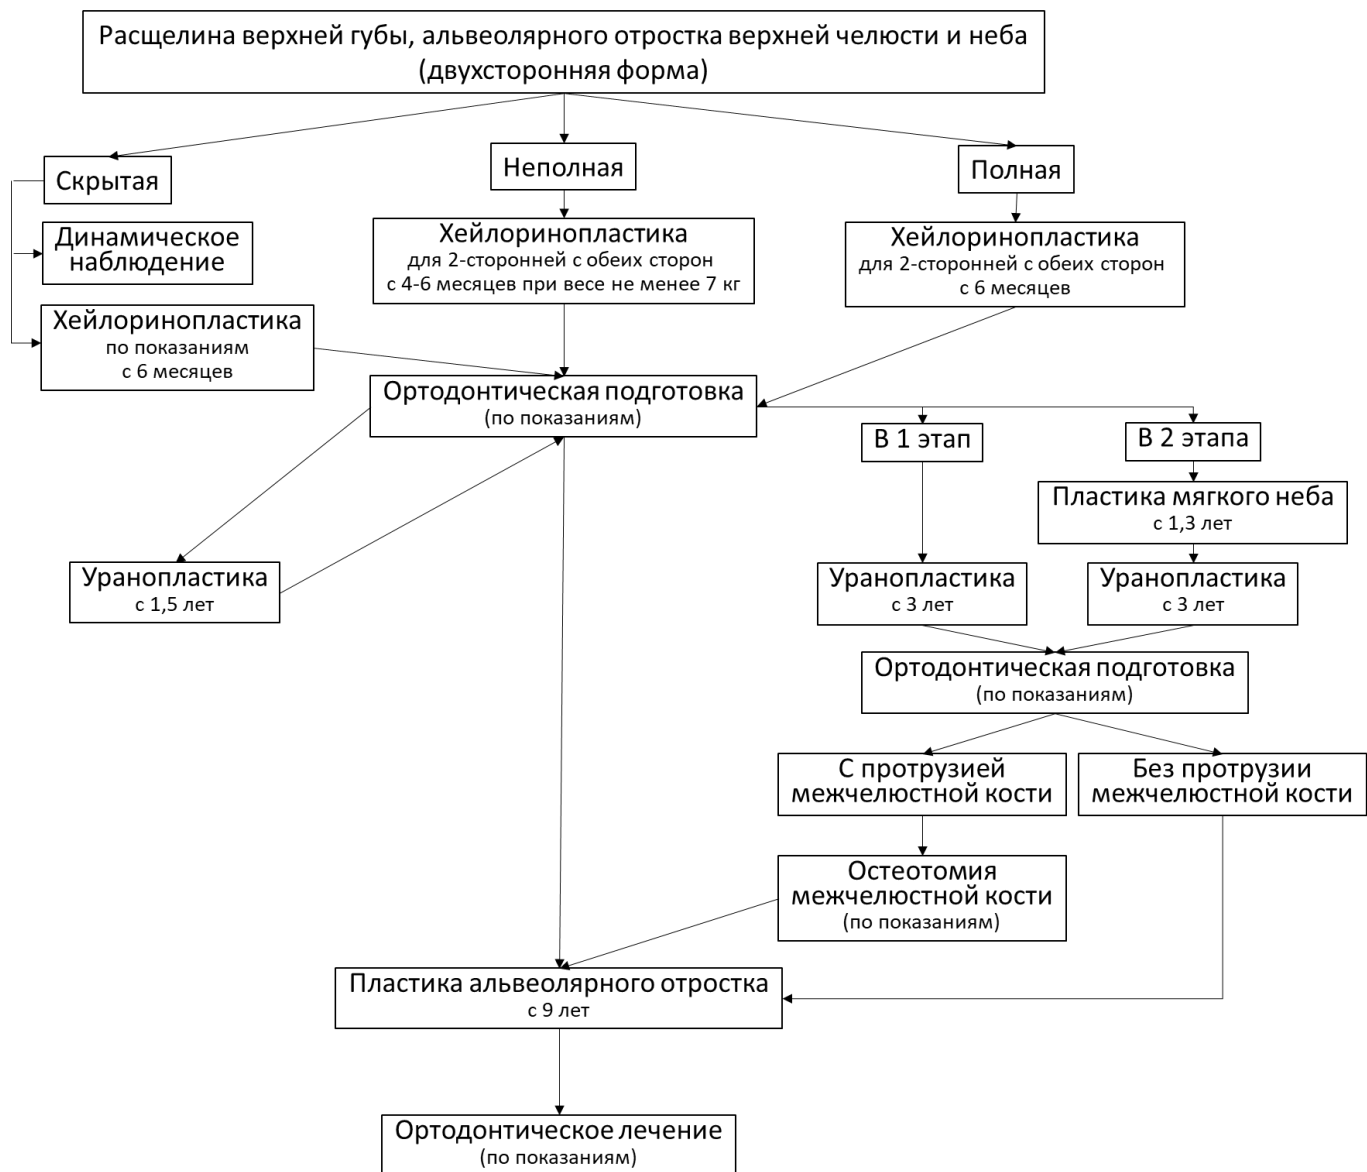 Расщелина верхней губы, альвеолярного отростка верхней челюсти и неба
(двухсторонняя форма)
Скрытая
Неполная
Полная
Динамическое
наблюдение
Хейлоринопластика
для 2-сторонней с обеих сторон
с 4-6 месяцев при весе не менее 7 кг
Хейлоринопластика
для 2-сторонней с обеих сторон
с 6 месяцев
Хейлоринопластика
по показаниям
с 6 месяцев
Ортодонтическая подготовка
(по показаниям)
В 1 этап
В 2 этапа
Пластика мягкого неба
с 1,3 лет
Уранопластика
с 1,5 лет
Уранопластика
с 3 лет
Уранопластика
с 3 лет
Ортодонтическая подготовка
(по показаниям)
С протрузией
межчелюстной кости
Без протрузии
межчелюстной кости
Остеотомия
межчелюстной кости
(по показаниям)
Пластика альвеолярного отростка
с 9 лет
Ортодонтическое лечение
(по показаниям)